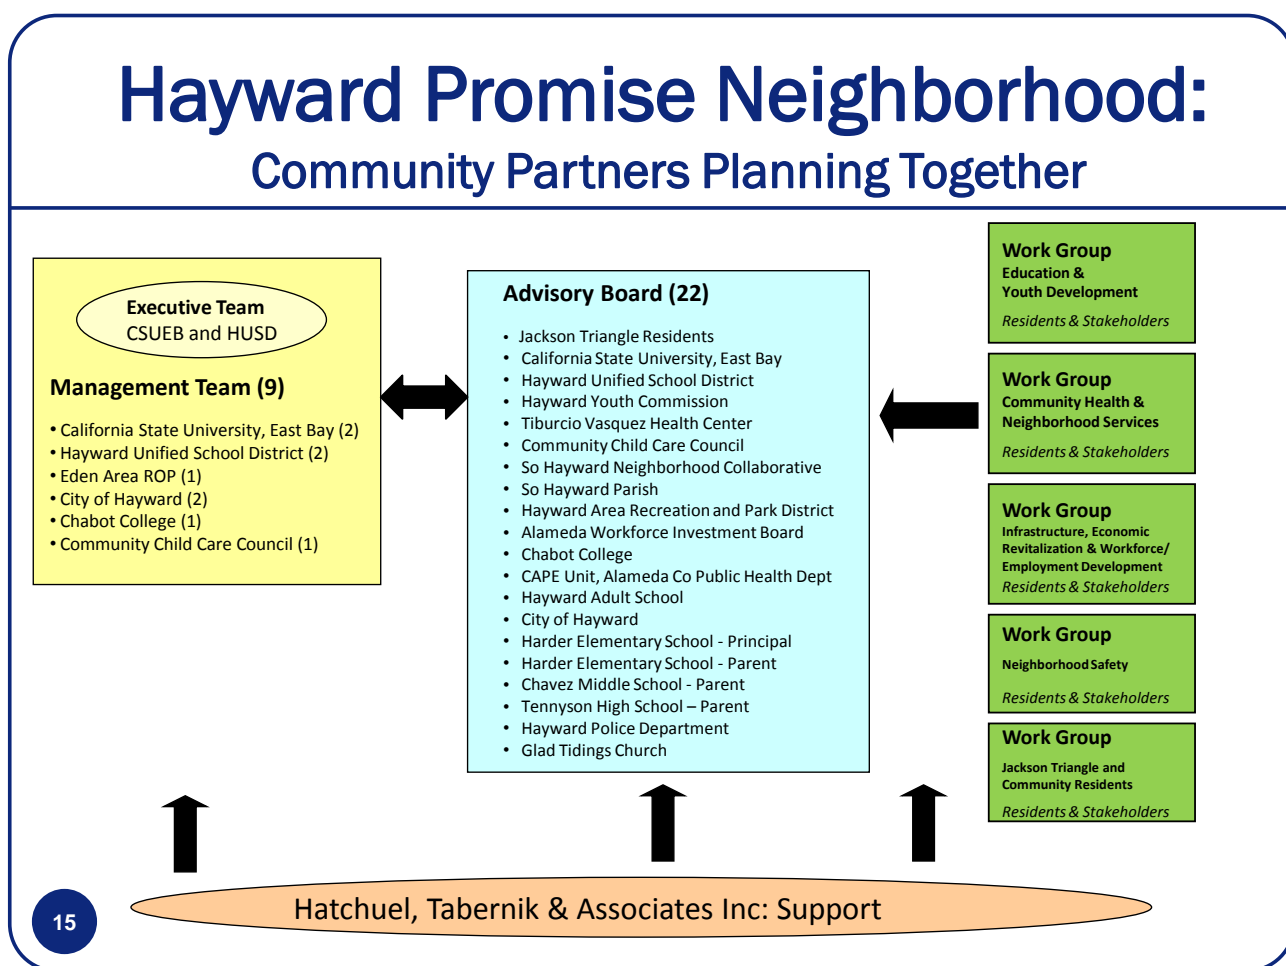 Hayward Promise Neighborhood:
Community Partners Planning Together
Executive Team
CSUEB and HUSD
Management Team (9)
• California State University, East Bay (2)
• Hayward Unified School District (2)
• Eden Area ROP (1)
• City of Hayward (2)
• Chabot College (1)
• Community Child Care Council (1)
Advisory Board (22)
• Jackson Triangle Residents
• California State University, East Bay
• Hayward Unified School District
• Hayward Youth Commission
• Tiburcio Vasquez Health Center
• Community Child Care Council
• So Hayward Neighborhood Collaborative
• So Hayward Parish
• Hayward Area Recreation and Park District
• Alameda Workforce Investment Board
• Chabot College
• CAPE Unit, Alameda Co Public Health Dept
• Hayward Adult School
• City of Hayward
• Harder Elementary School - Principal
• Harder Elementary School - Parent
• Chavez Middle School - Parent
• Tennyson High School – Parent
• Hayward Police Department
• Glad Tidings Church
Work Group
Education &
Youth Development
Residents & Stakeholders
Work Group
Community Health &
Neighborhood Services
Residents & Stakeholders
Work Group
Infrastructure, Economic
Revitalization & Workforce/
Employment Development
Residents & Stakeholders
Work Group
Neighborhood Safety
Residents & Stakeholders
Work Group
Jackson Triangle and
Community Residents
Residents & Stakeholders
Hatchuel, Tabernik & Associates Inc: Support
15